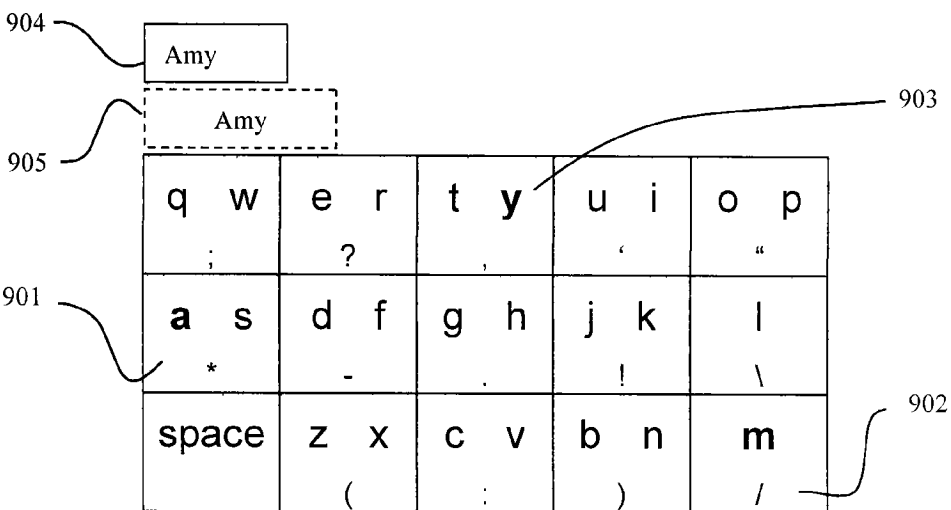 904
Amy
Amy
903
905
q w e r t y u i o p
; ? , ‘ “
901
a s d f g h j k l
* - . ! \
902
space z x c v b n m
( : ) /